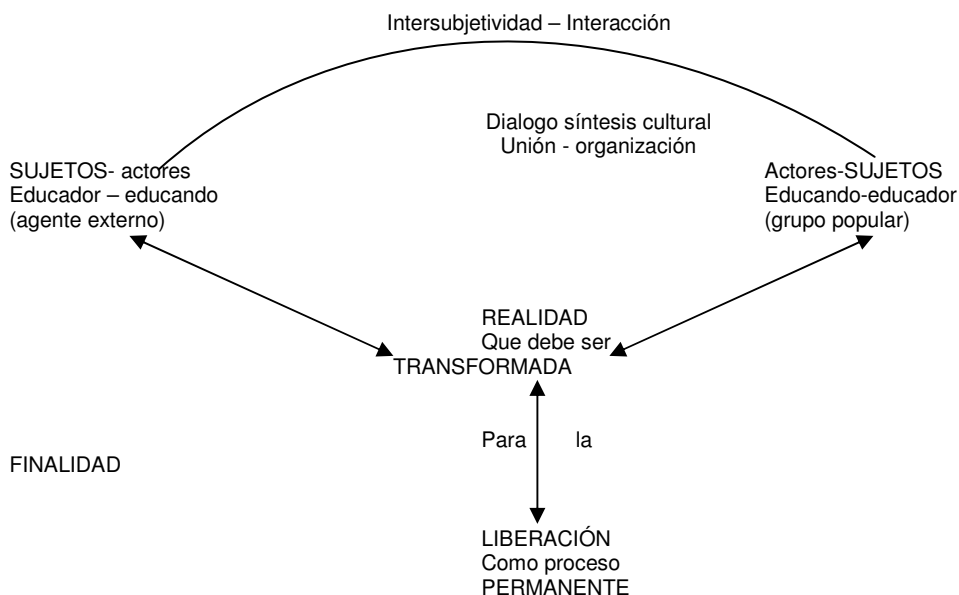 Intersubjetividad – Interacción
Dialogo síntesis cultural
Unión - organización
SUJETOS- actores
Educador – educando
(agente externo)
Actores-SUJETOS
Educando-educador
(grupo popular)
REALIDAD
Que debe ser
TRANSFORMADA
Para la
FINALIDAD
LIBERACIÓN
Como proceso
PERMANENTE